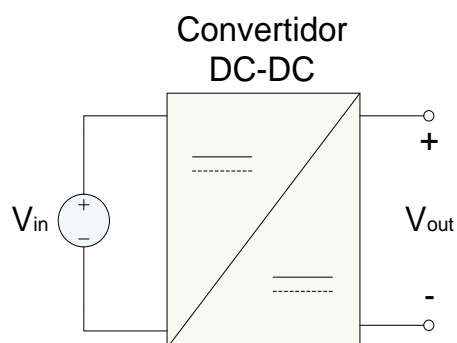 Convertidor
DC-DC
+
+
Vin
Vout
-
-